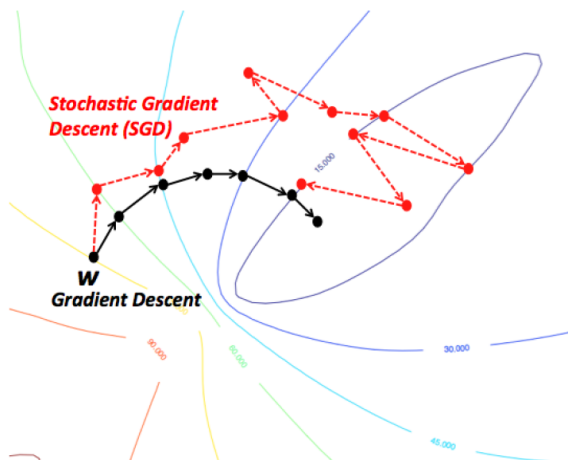 Stochastic Gradient
Descent (SGD)
15.000
W
Gradient Descent
90.000
60.000
30.000
45.000